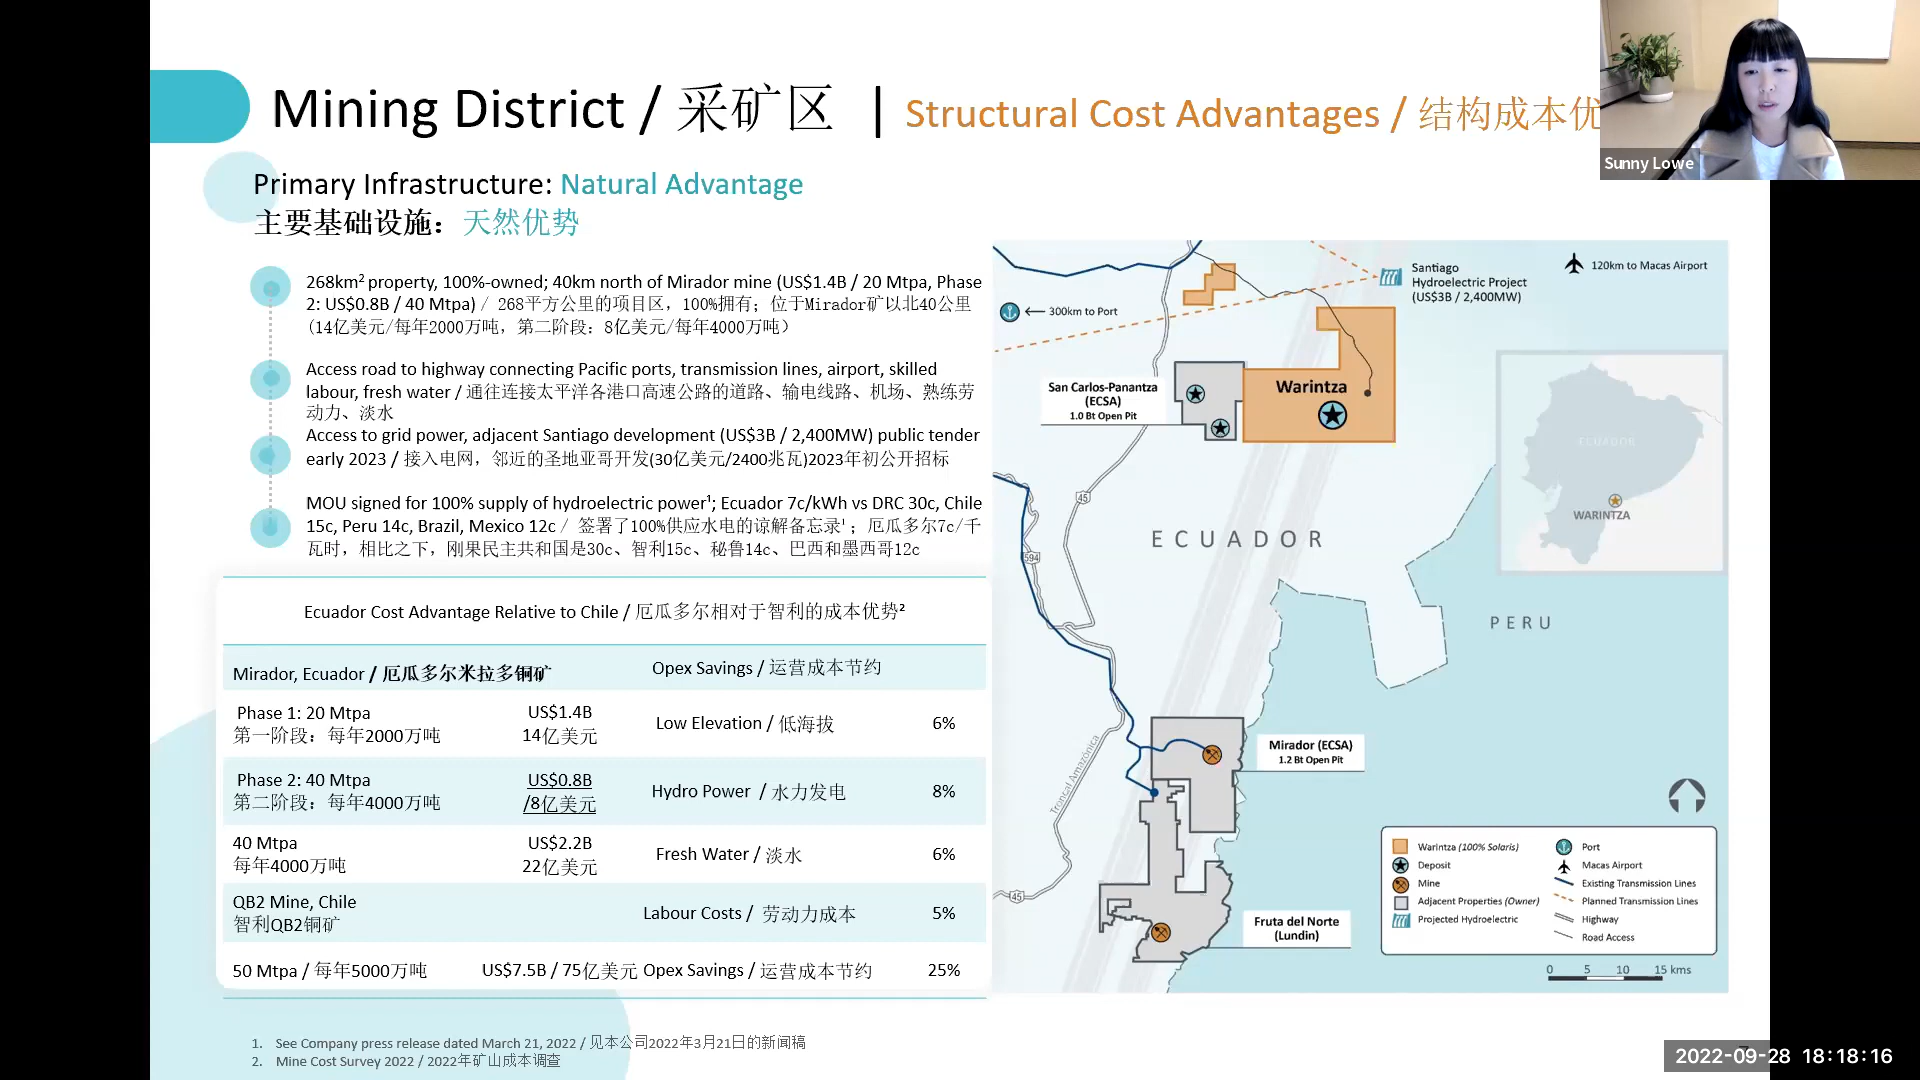 Mining District / 采矿区 | Structural Cost Advantages / 结构成本优
Sunny Lowe
Primary Infrastructure: Natural Advantage
主要基础设施：天然优势
268km² property, 100%-owned; 40km north of Mirador mine (US$1.4B / 20 Mtpa, Phase
2: US$0.8B / 40 Mtpa) / 268平方公里的项目区，100%拥有；位于Mirador矿以北40公里
(14亿美元/每年2000万吨，第二阶段：8亿美元/每年4000万吨）
Access road to highway connecting Pacific ports, transmission lines, airport, skilled
labour, fresh water / 通往连接太平洋各港口高速公路的道路、输电线路、机场、熟练劳
动力、淡水
Access to grid power, adjacent Santiago development (US$3B / 2,400MW) public tender
early 2023 / 接入电网，邻近的圣地亚哥开发(30亿美元/2400兆瓦)2023年初公开招标
MOU signed for 100% supply of hydroelectric power¹; Ecuador 7c/kWh vs DRC 30c, Chile
15c, Peru 14c, Brazil, Mexico 12c / 签署了100%供应水电的谅解备忘录¹；厄瓜多尔7c/千
瓦时，相比之下，刚果民主共和国是30c、智利15c、秘鲁14c、巴西和墨西哥12c
Ecuador Cost Advantage Relative to Chile / 厄瓜多尔相对于智利的成本优势²
Mirador, Ecuador / 厄瓜多尔米拉多铜矿
Opex Savings / 运营成本节约
Phase 1: 20 Mtpa
第一阶段：每年2000万吨
US$1.4B
14亿美元
Low Elevation / 低海拔
6%
Phase 2: 40 Mtpa
第二阶段：每年4000万吨
US$0.8B
/8亿美元
Hydro Power / 水力发电
8%
40 Mtpa
每年4000万吨
US$2.2B
22亿美元
Fresh Water / 淡水
6%
QB2 Mine, Chile
智利QB2铜矿
Labour Costs / 劳动力成本
5%
50 Mtpa / 每年5000万吨
US$7.5B / 75亿美元
Opex Savings / 运营成本节约
25%
1. See Company press release dated March 21, 2022 / 见本公司2022年3月21日的新闻稿
2. Mine Cost Survey 2022 / 2022年矿山成本调查
Santiago
Hydroelectric Project
(US$3B / 2,400MW)
120km to Macas Airport
300km to Port
San Carlos-Panantza
(ECSA)
1.0 Bt Open Pit
Warintza
45
594
ECUADOR
PERU
ECUADOR
WARINTZA
Troncal Amazónica
45
Mirador (ECSA)
1.2 Bt Open Pit
Fruta del Norte
(Lundin)
Warintza (100% Solaris)
Deposit
Mine
Adjacent Properties (Owner)
Projected Hydroelectric
Port
Macas Airport
Existing Transmission Lines
Planned Transmission Lines
Highway
Road Access
0 5 10 15 kms
2022-09-28 18:18:16